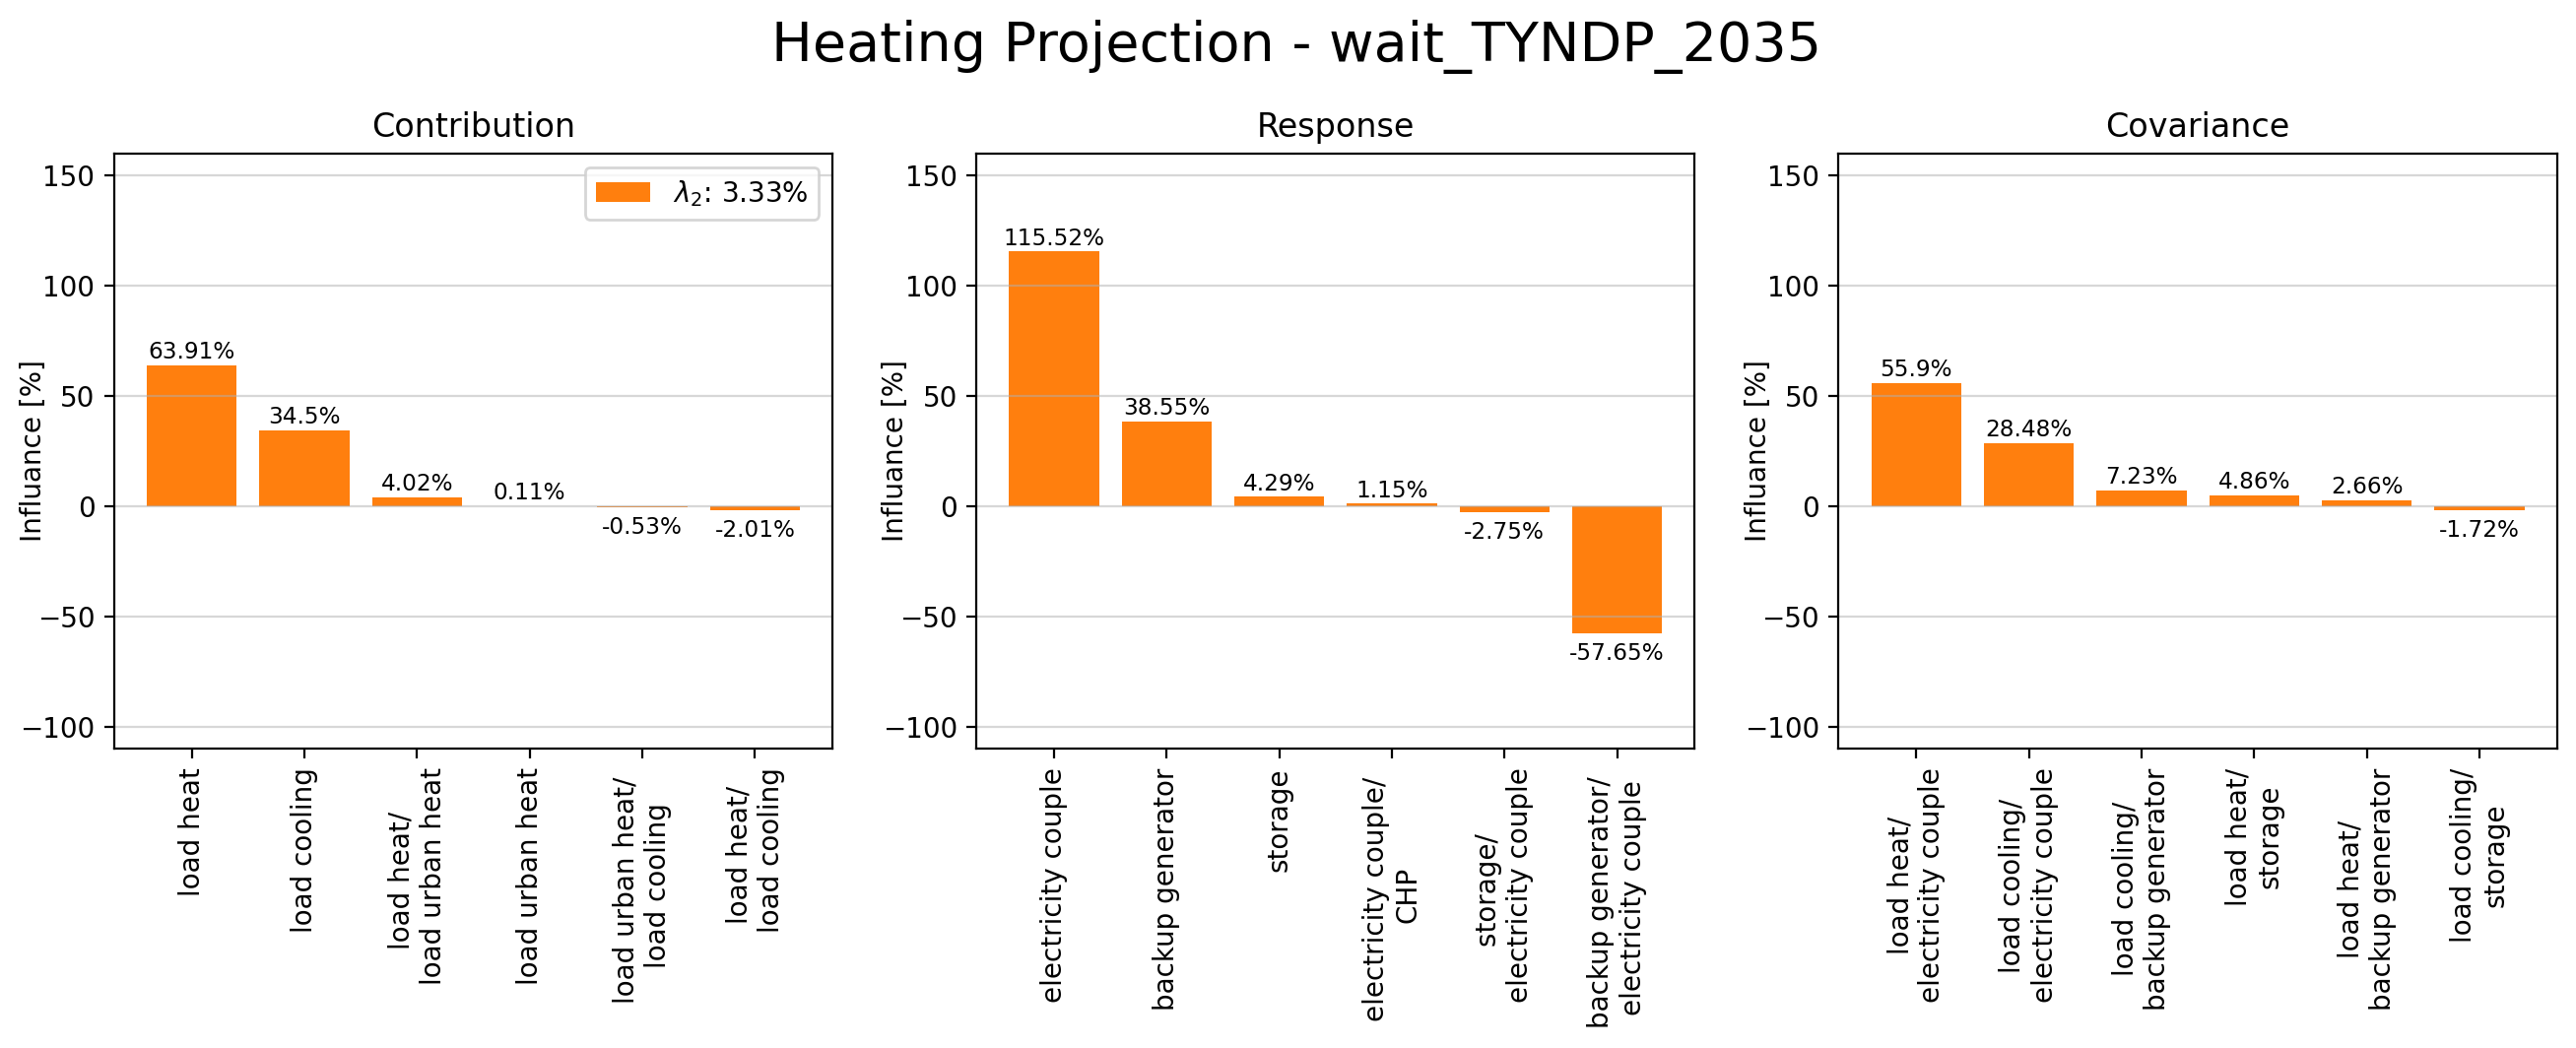 Heating Projection - wait_TYNDP_2035
Contribution
Influance [%]
150
100
50
0
−50
−100
λ2: 3.33%
63.91%
34.5%
4.02%
0.11%
-0.53%
-2.01%
load heat
load cooling
load heat/
load urban heat
load urban heat
load urban heat/
load cooling
load heat/
load cooling
Response
Influance [%]
150
100
50
0
−50
−100
115.52%
38.55%
4.29%
1.15%
-2.75%
-57.65%
electricity couple
backup generator
storage
electricity couple/
CHP
storage/
electricity couple
backup generator/
electricity couple
Covariance
Influance [%]
150
100
50
0
−50
−100
55.9%
28.48%
7.23%
4.86%
2.66%
-1.72%
load heat/
electricity couple
load cooling/
electricity couple
load cooling/
backup generator
load heat/
storage
load heat/
backup generator
load cooling/
storage